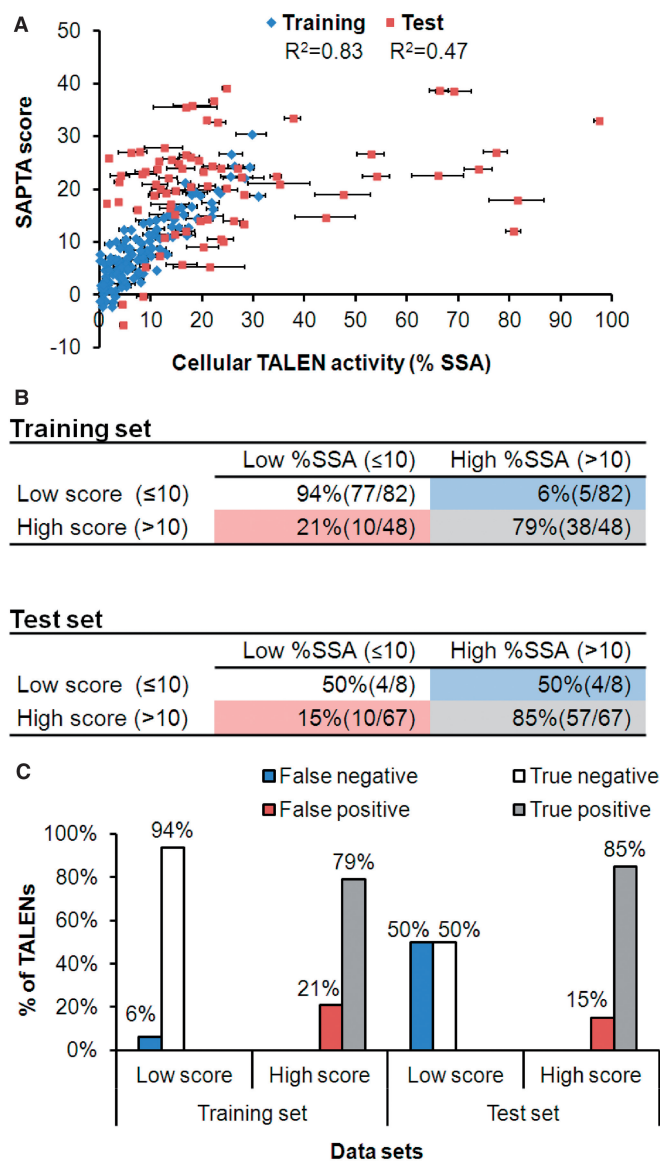 A
Training Test
R²=0.83 R²=0.47
SAPTA score
50
40
30
20
10
0
-10
0 10 20 30 40 50 60 70 80 90 100
Cellular TALEN activity (% SSA)
B
Training set
Low %SSA (≤10) High %SSA (>10)
Low score (≤10) 94%(77/82) 6%(5/82)
High score (>10) 21%(10/48) 79%(38/48)
Test set
Low %SSA (≤10) High %SSA (>10)
Low score (≤10) 50%(4/8) 50%(4/8)
High score (>10) 15%(10/67) 85%(57/67)
C
False negative True negative
False positive True positive
% of TALENs
100%
80%
60%
40%
20%
0%
6% 94% 21% 79% 50% 50% 15% 85%
Low score High score Low score High score
Training set Test set
Data sets